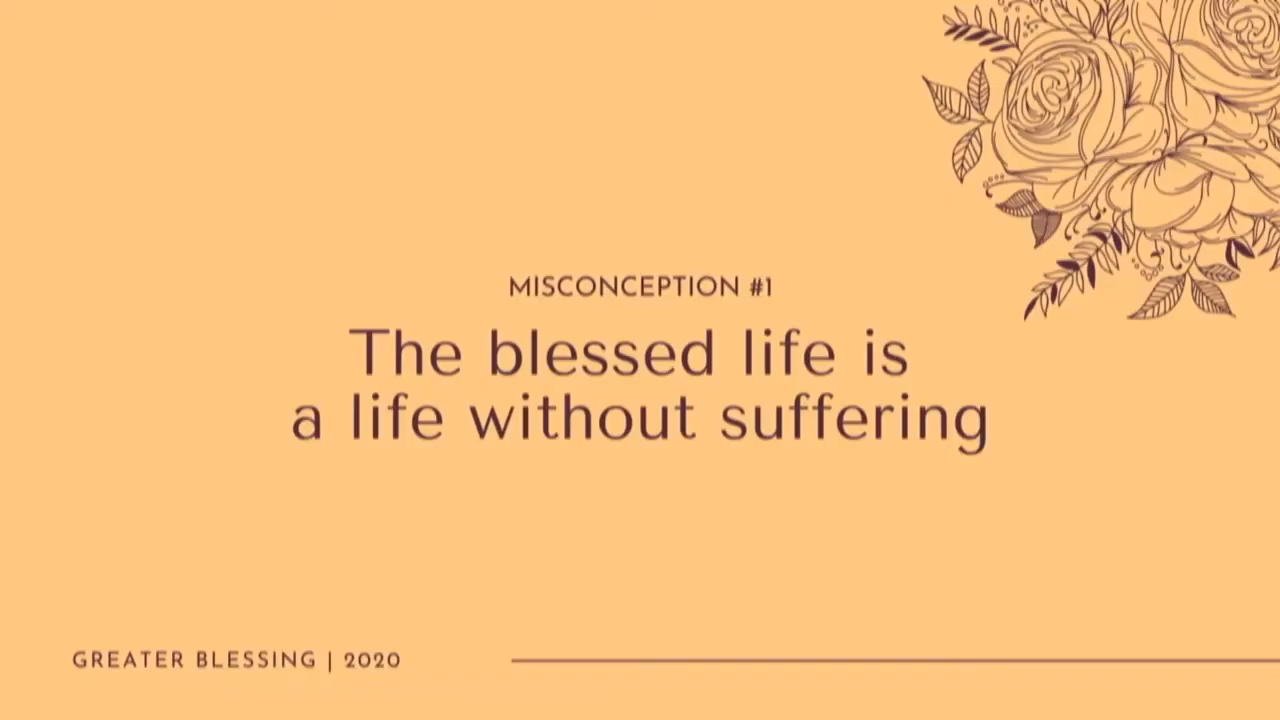 MISCONCEPTION #1
The blessed life is
a life without suffering
GREATER BLESSING | 2020